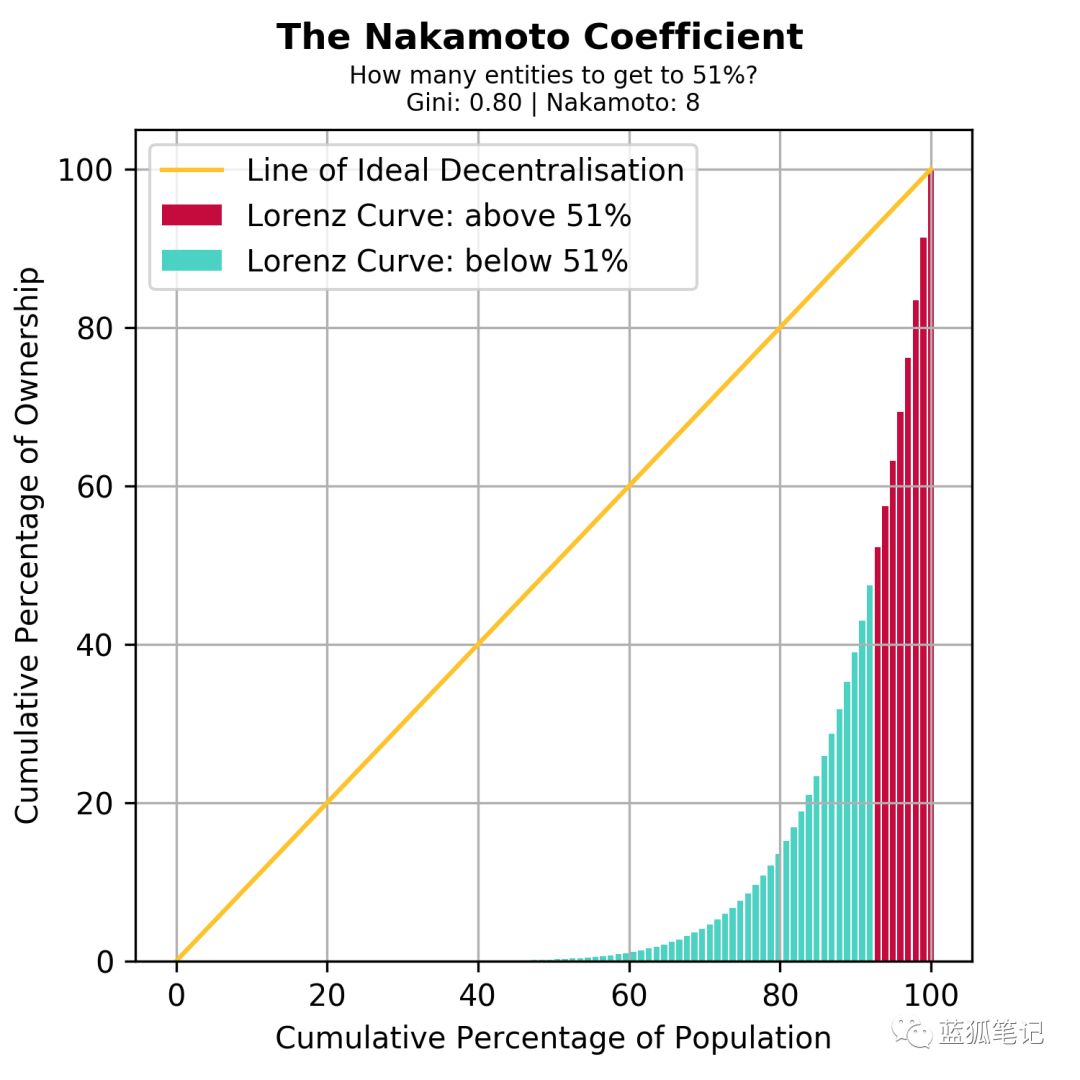 The Nakamoto Coefficient
How many entities to get to 51%?
Gini: 0.80 | Nakamoto: 8
Line of Ideal Decentralisation
Lorenz Curve: above 51%
Lorenz Curve: below 51%
Cumulative Percentage of Ownership
100
80
60
40
20
0
0 20 40 60 80 100
Cumulative Percentage of Population
蓝狐笔记